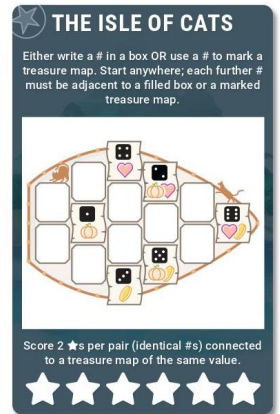 THE ISLE OF CATS
Either write a # in a box OR use a # to mark a
treasure map. Start anywhere; each further #
must be adjacent to a filled box or a marked
treasure map.
Score 2 ★s per pair (identical #s) connected
to a treasure map of the same value.